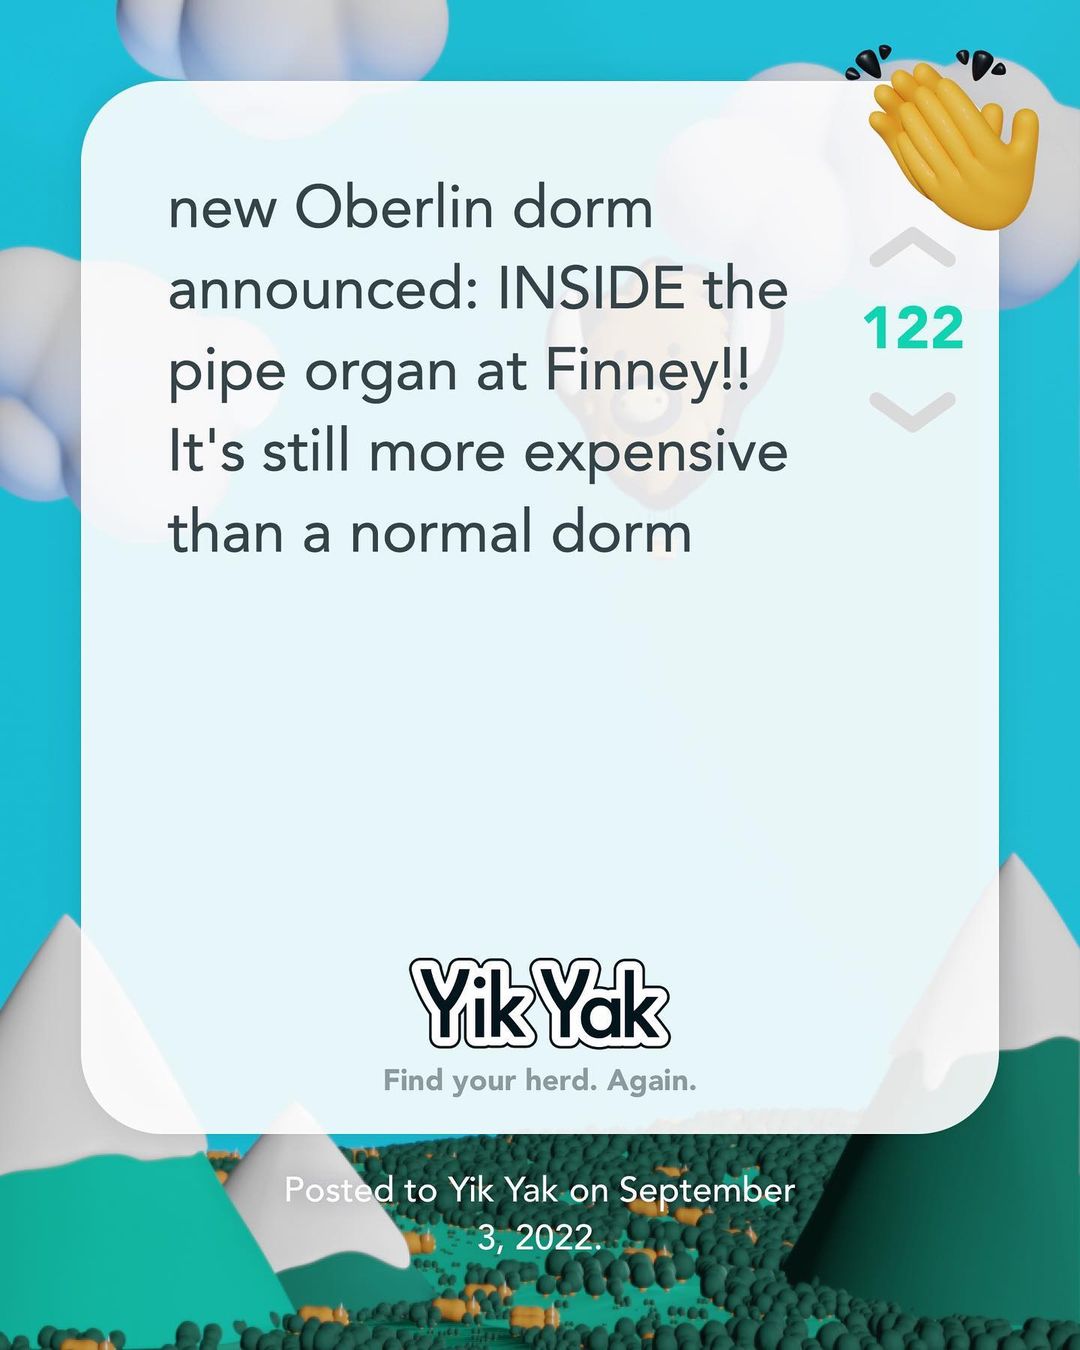 new Oberlin dorm
announced: INSIDE the
pipe organ at Finney!!
It's still more expensive
than a normal dorm
122
Yik Yak
Find your herd. Again.
Posted to Yik Yak on September
3, 2022.